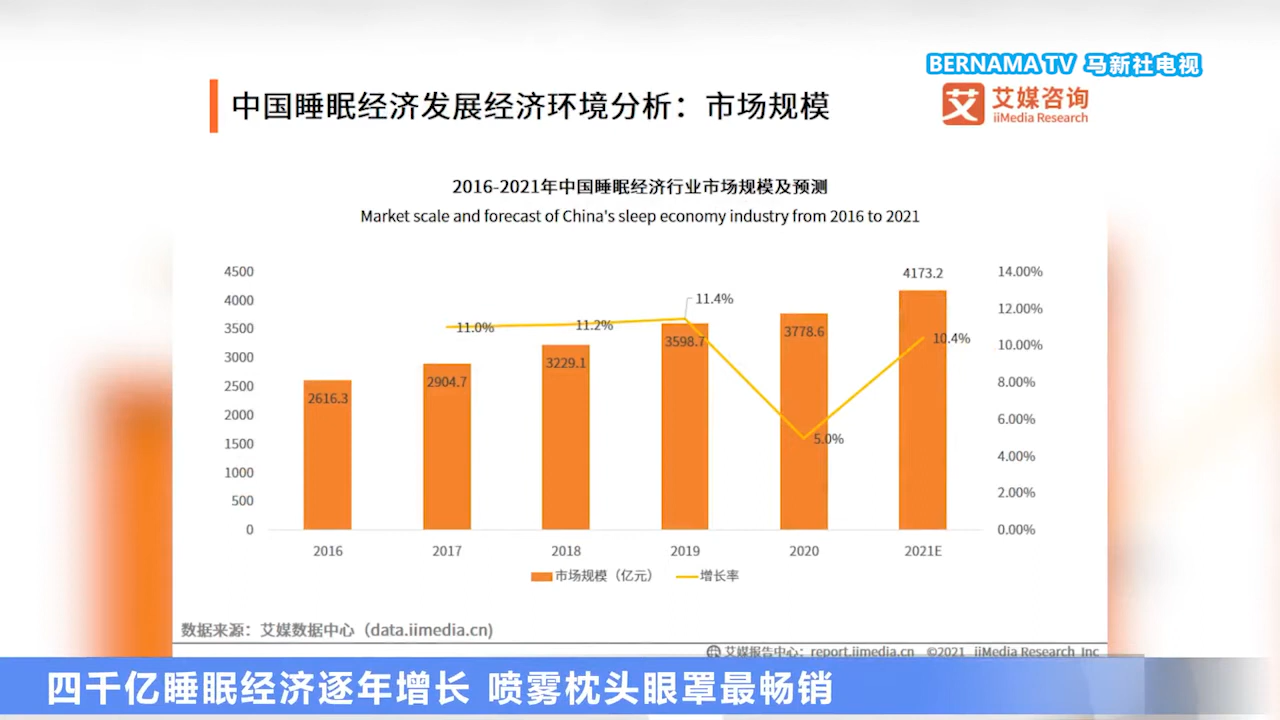 BERNAMA TV 马新社电视
中国睡眠经济发展经济环境分析：市场规模
艾媒咨询
iiMedia Research
2016-2021年中国睡眠经济行业市场规模及预测
Market scale and forecast of China's sleep economy industry from 2016 to 2021
4500
4000
3500
3000
2500
2000
1500
1000
500
0
14.00%
12.00%
10.00%
8.00%
6.00%
4.00%
2.00%
0.00%
2616.3
2904.7
3229.1
3598.7
3778.6
4173.2
11.0%
11.2%
11.4%
5.0%
10.4%
2016 2017 2018 2019 2020 2021E
市场规模（亿元） 增长率
数据来源：艾媒数据中心（data.iimedia.cn)
艾媒报告中心：report.iimedia.cn ©2021 iiMedia Research Inc
四千亿睡眠经济逐年增长 喷雾枕头眼罩最畅销